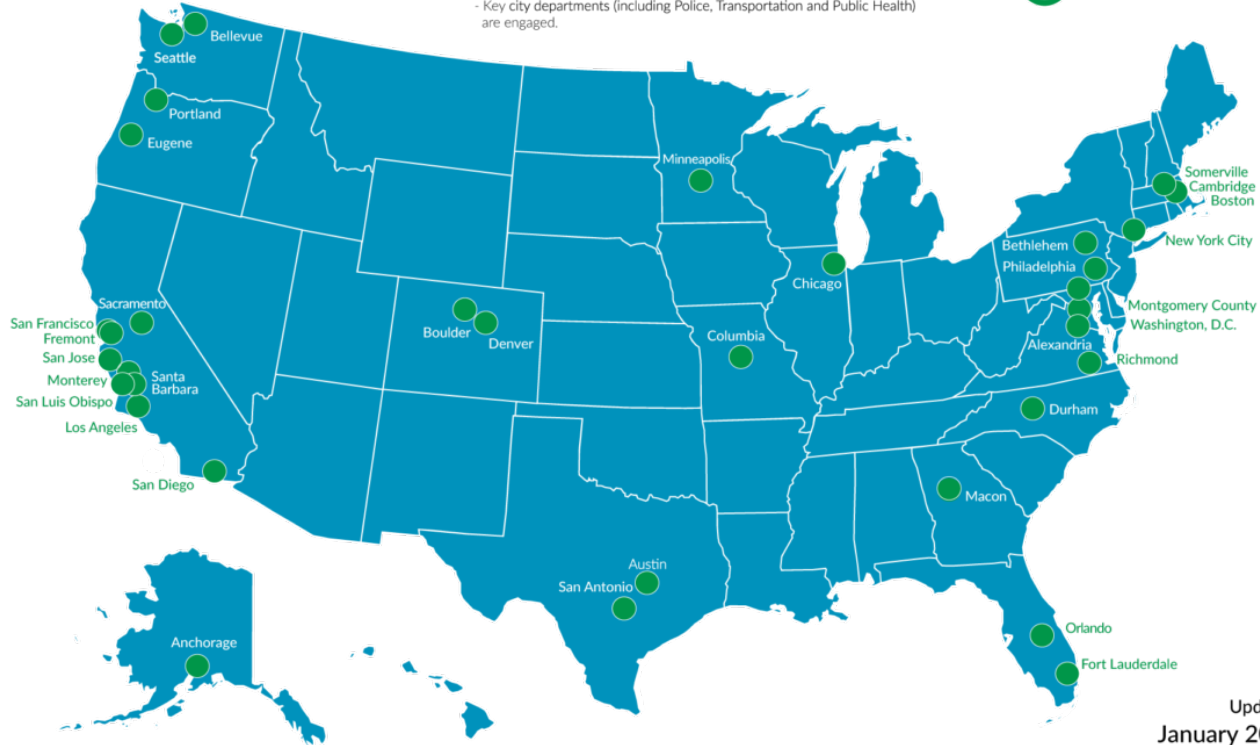 - Key city departments (including Police, Transportation and Public Health)
are engaged.
Bellevue
Seattle
Portland
Eugene
Minneapolis
Somerville
Cambridge
Boston
New York City
Bethlehem
Philadelphia
Chicago
Sacramento
San Francisco
Fremont
San Jose
Monterey
Santa
Barbara
San Luis Obispo
Los Angeles
San Diego
Boulder
Denver
Columbia
Montgomery County
Washington, D.C.
Alexandria
Richmond
Durham
Macon
Austin
San Antonio
Orlando
Fort Lauderdale
Anchorage
January